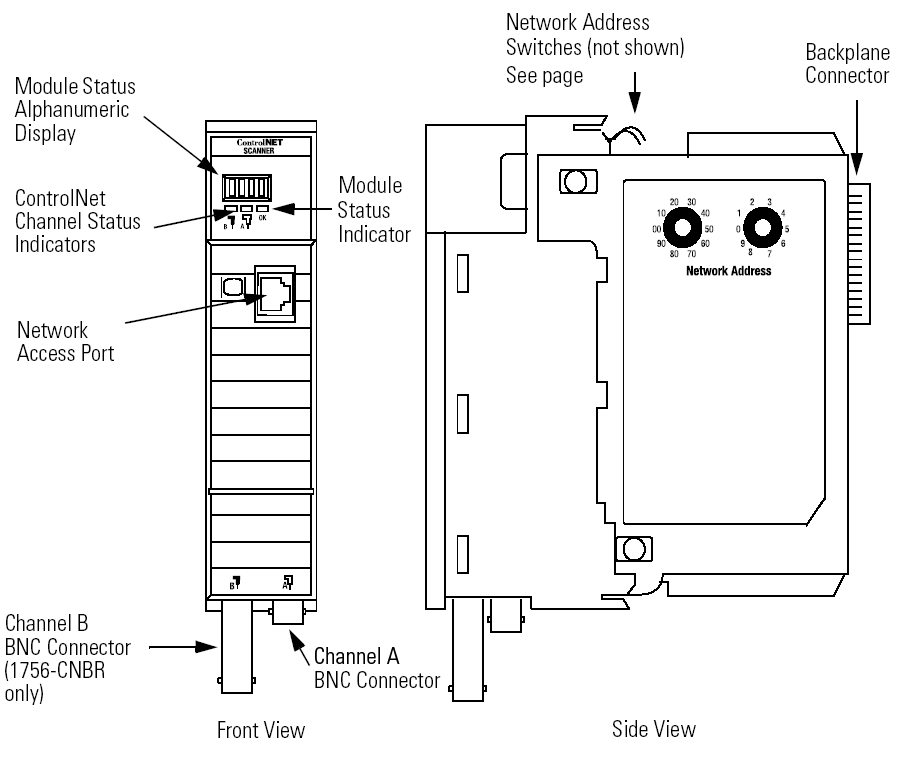 Network Address
Switches (not shown)
See page
Backplane
Connector
Module Status
Alphanumeric
Display
ControlNET
SCANNER
ControlNet
Channel Status
Indicators
Module
Status
Indicator
B A OK
20 30
10 40
00 50
90 60
80 70
2 3
1 4
0 5
9 6
8 7
Network Address
Network
Access Port
B A
Channel B
BNC Connector
(1756-CNBR
only)
Channel A
BNC Connector
Front View
Side View